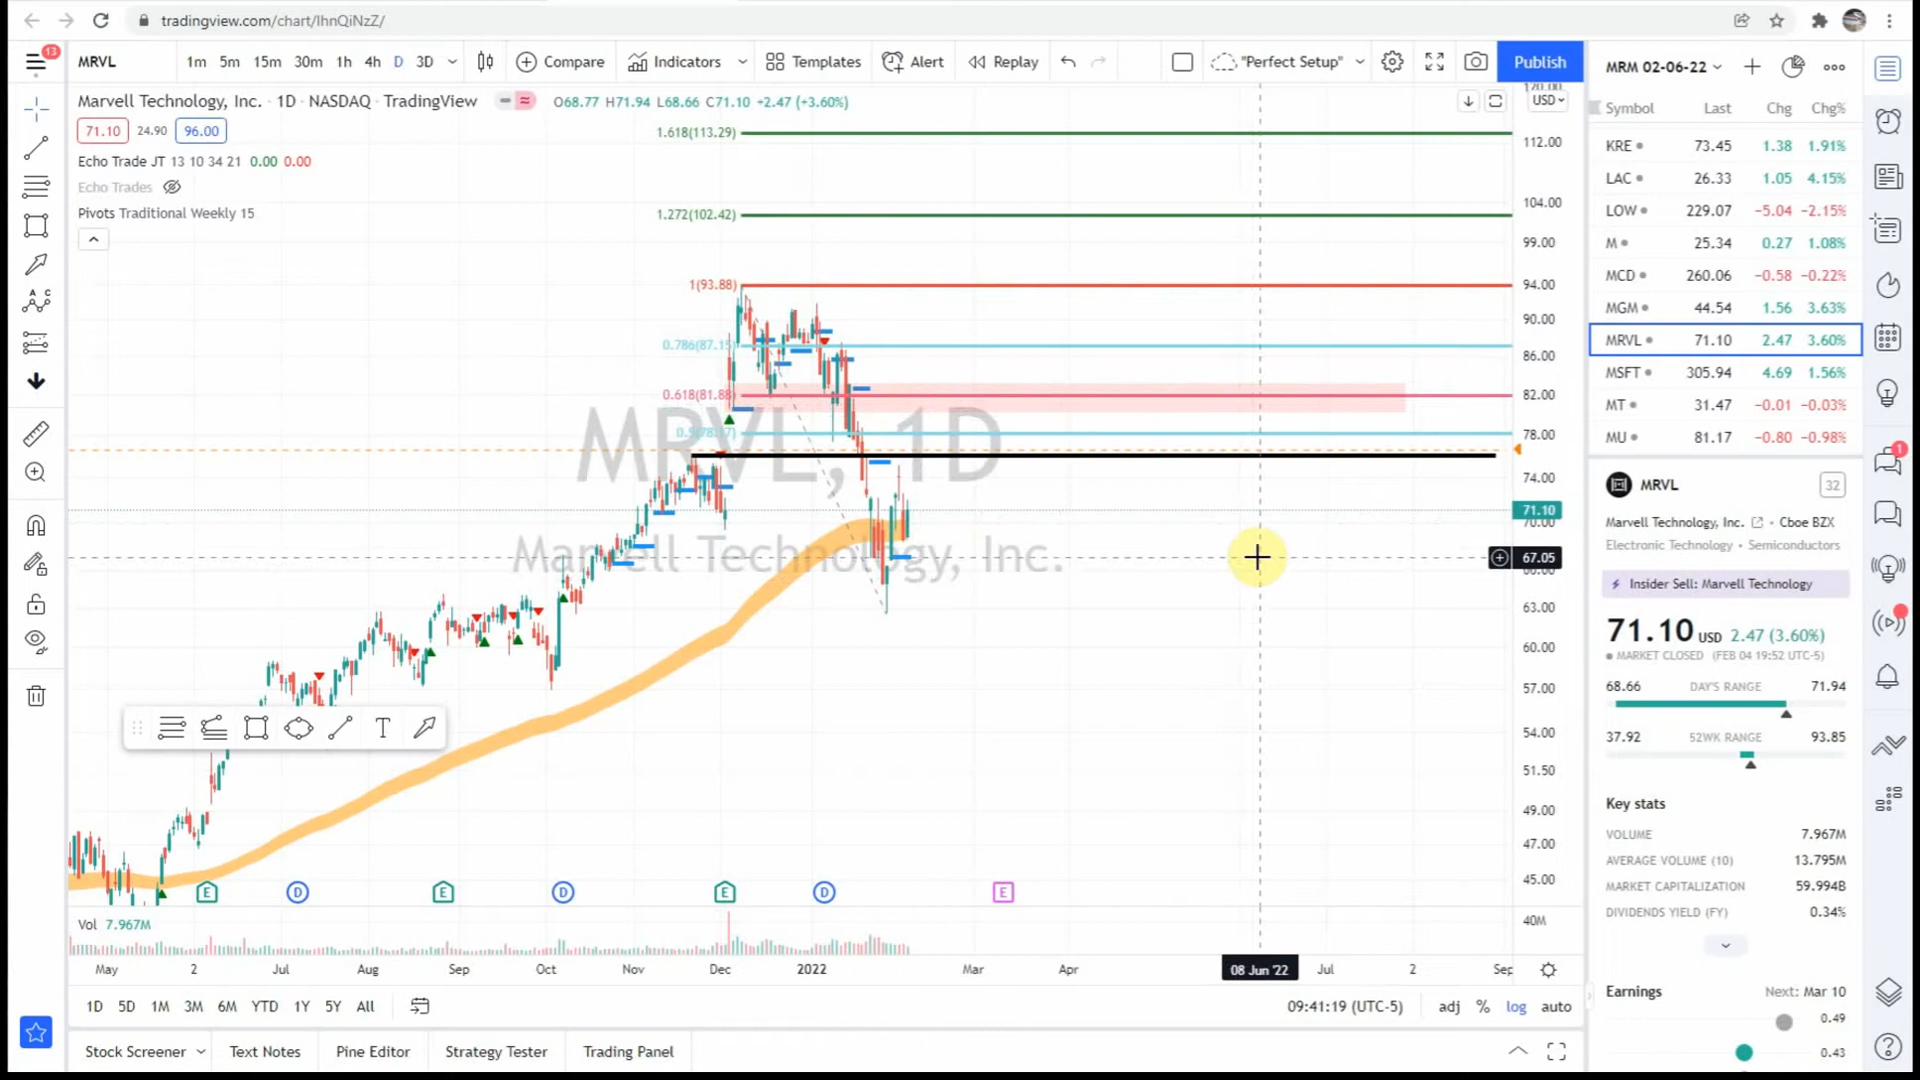 tradingview.com/chart/IhnQiNzZ/
13
MRVL 1m 5m 15m 30m 1h 4h D 3D Compare Indicators Templates Alert Replay "Perfect Setup" Publish
Marvell Technology, Inc. · 1D · NASDAQ · TradingView O68.77 H71.94 L68.66 C71.10 +2.47 (+3.60%)
71.10 24.90 96.00
Echo Trade JT 13 10 34 21 0.00 0.00
Echo Trades
Pivots Traditional Weekly 15
1.618(113.29)
1.272(102.42)
1(93.88)
0.786(87.15)
0.618(81.88)
MRVL, 1D
Marvell Technology, Inc.
USD
112.00
104.00
99.00
94.00
90.00
86.00
82.00
78.00
74.00
71.10
70.00
67.05
63.00
60.00
57.00
54.00
51.50
49.00
47.00
45.00
40M
T
E D E D E D E
Vol 7.967M
May 2 Jul Aug Sep Oct Nov Dec 2022 Mar Apr 08 Jun '22 Jul 2 Sep
1D 5D 1M 3M 6M YTD 1Y 5Y All 09:41:19 (UTC-5) adj % log auto
Stock Screener Text Notes Pine Editor Strategy Tester Trading Panel
MRM 02-06-22
Symbol Last Chg Chg%
KRE 73.45 1.38 1.91%
LAC 26.33 1.05 4.15%
LOW 229.07 −5.04 −2.15%
M 25.34 0.27 1.08%
MCD 260.06 −0.58 −0.22%
MGM 44.54 1.56 3.63%
MRVL 71.10 2.47 3.60%
MSFT 305.94 4.69 1.56%
MT 31.47 −0.01 −0.03%
MU 81.17 −0.80 −0.98%
1
MRVL 32
Marvell Technology, Inc. • Cboe BZX
Electronic Technology • Semiconductors
Insider Sell: Marvell Technology
71.10 USD 2.47 (3.60%)
MARKET CLOSED (FEB 04 19:52 UTC-5)
68.66 DAY'S RANGE 71.94
37.92 52WK RANGE 93.85
Key stats
VOLUME 7.967M
AVERAGE VOLUME (10) 13.795M
MARKET CAPITALIZATION 59.994B
DIVIDENDS YIELD (FY) 0.34%
Earnings Next: Mar 10
0.49
0.43